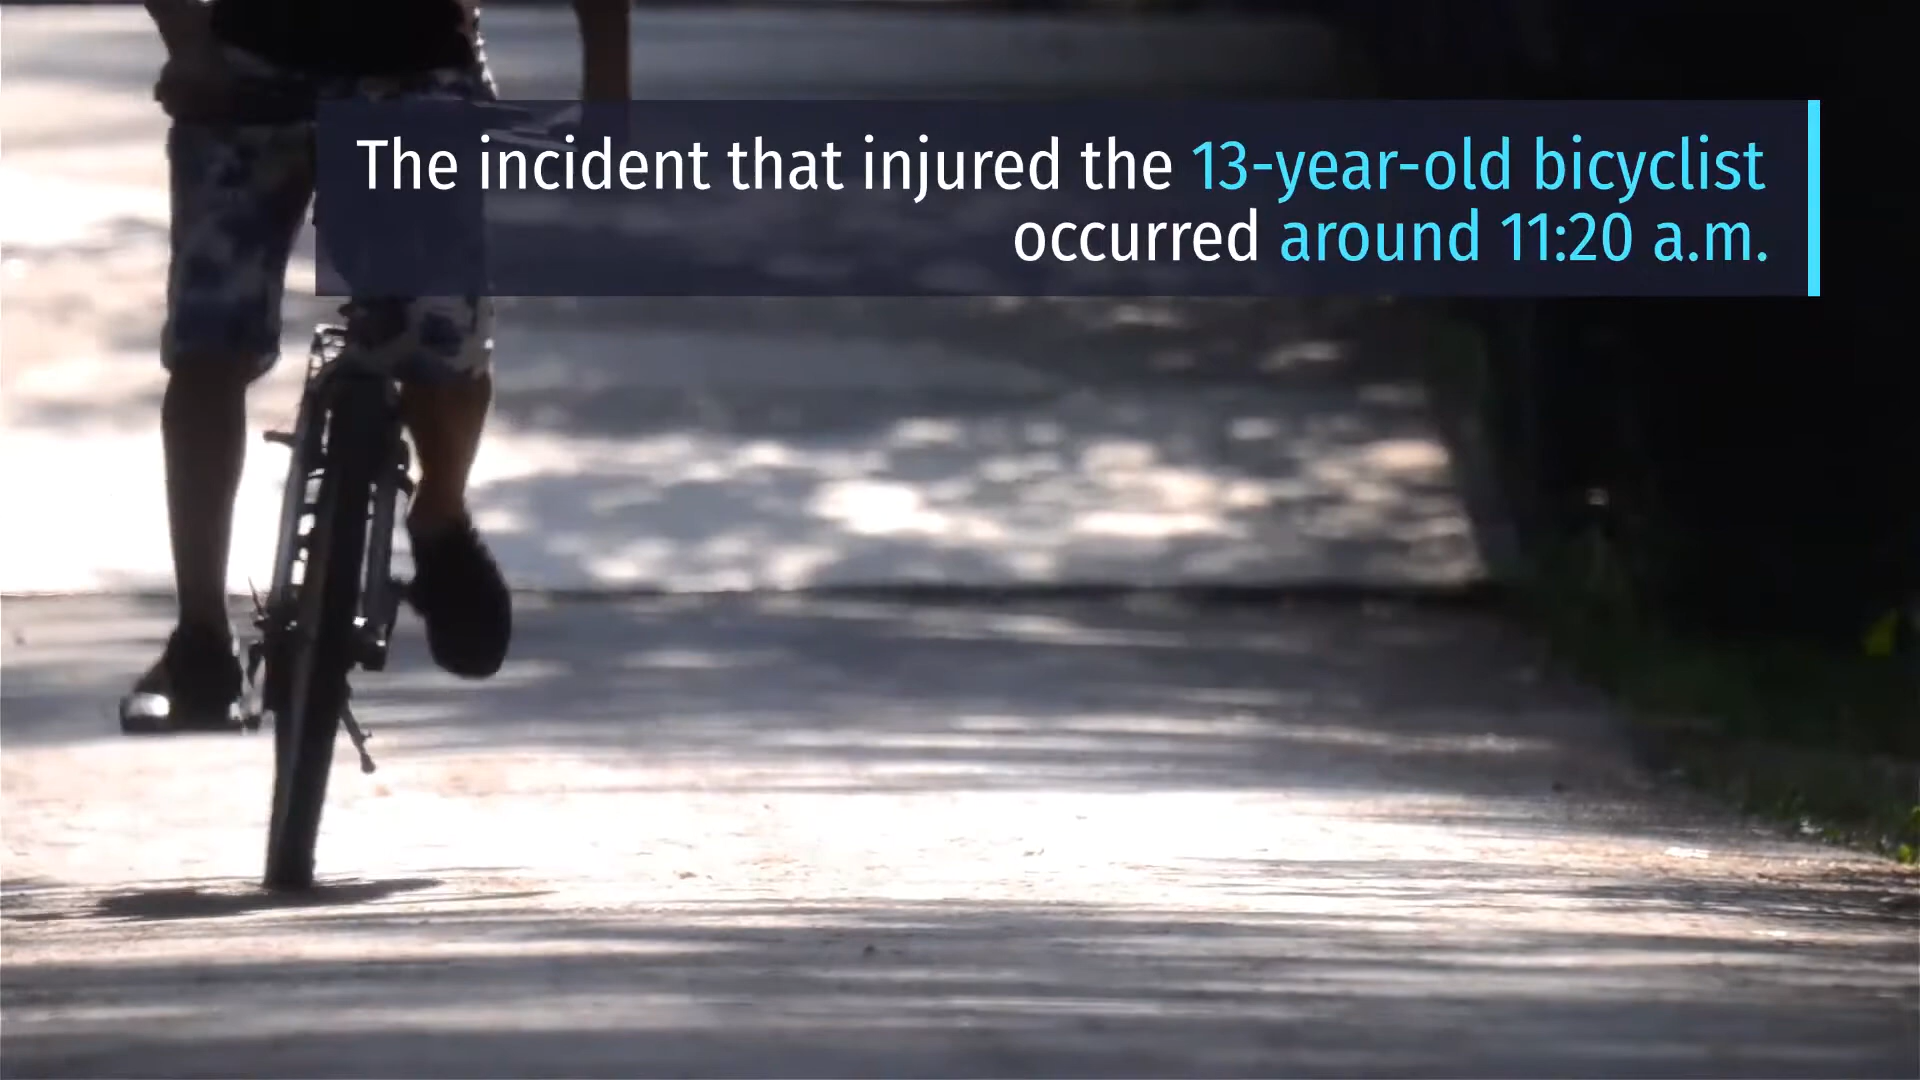 The incident that injured the 13-year-old bicyclist
occurred around 11:20 a.m.